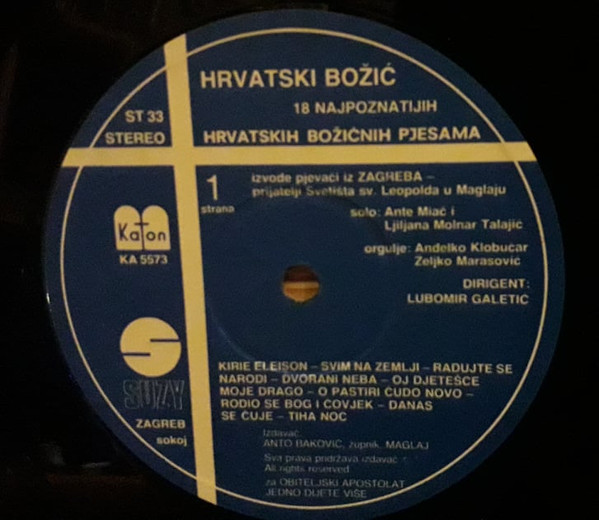 HRVATSKI BOŽIĆ
18 NAJPOZNATIJIH
HRVATSKIH BOŽIĆNIH PJESAMA
ST 33
STEREO
1
strana
izvode pjevači iz ZAGREBA –
prijatelji Svetišta sv. Leopolda u Maglaju
solo: Ante Miać i
Ljiljana Molnar Talajić
orgulje: Anđelko Klobučar
Željko Marasović
DIRIGENT:
LUBOMIR GALETIĆ
KaTon
KA 5573
SUZY
ZAGREB
sokoj
KIRIE ELEISON – SVIM NA ZEMLJI – RADUJTE SE
NARODI – DVORANI NEBA – OJ DJETEŠCE
MOJE DRAGO – O PASTIRI ČUDO NOVO –
RODIO SE BOG I ČOVJEK – DANAS
SE ČUJE – TIHA NOĆ
Izdavač
ANTO BAKOVIĆ, župnik, MAGLAJ
Sva prava pridržava izdavač –
All rights reserved
za OBITELJSKI APOSTOLAT
JEDNO DIJETE VIŠE